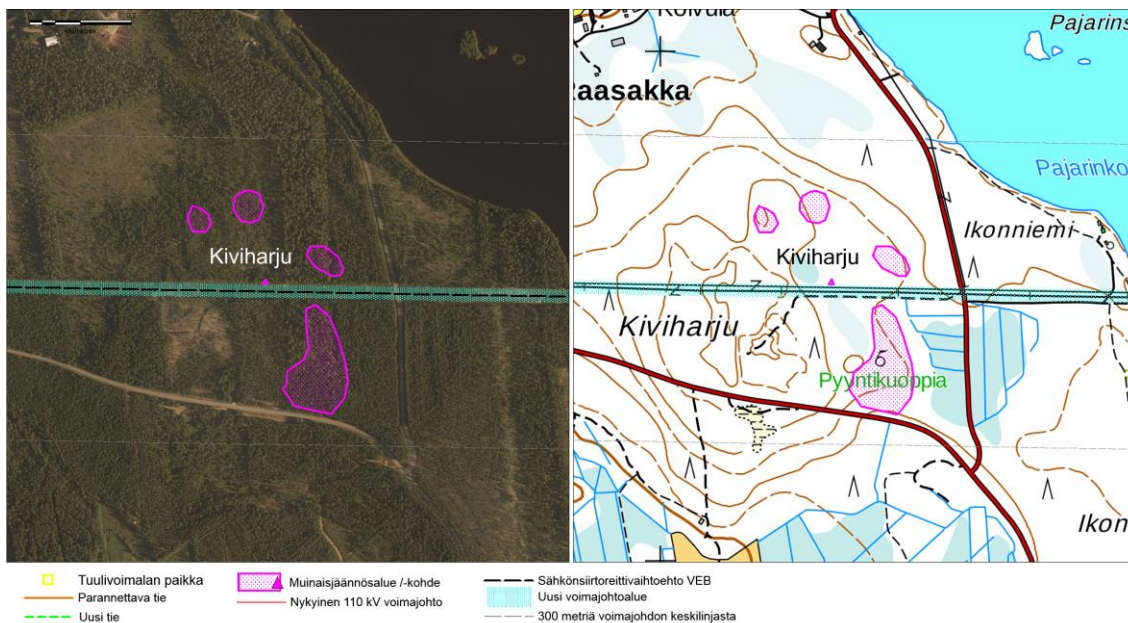 Koivula
Pajarins
Raasakka
Pajarinko
Ikonniemi
Kiviharju
Kiviharju
Kiviharju
Pyyntikuoppia
Ikon
Tuulivoimalan paikka
Parannettava tie
Uusi tie
Muinaisjäännösalue /-kohde
Nykyinen 110 kV voimajohto
Sähkönsiirtoreittivaihtoehto VEB
Uusi voimajohtoalue
300 metriä voimajohdon keskilinjasta